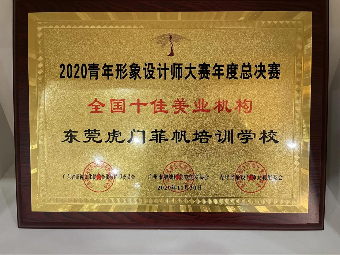 2020青年形象设计师大赛年度总决赛
全国十佳美业机构
东莞虎门菲帆培训学校